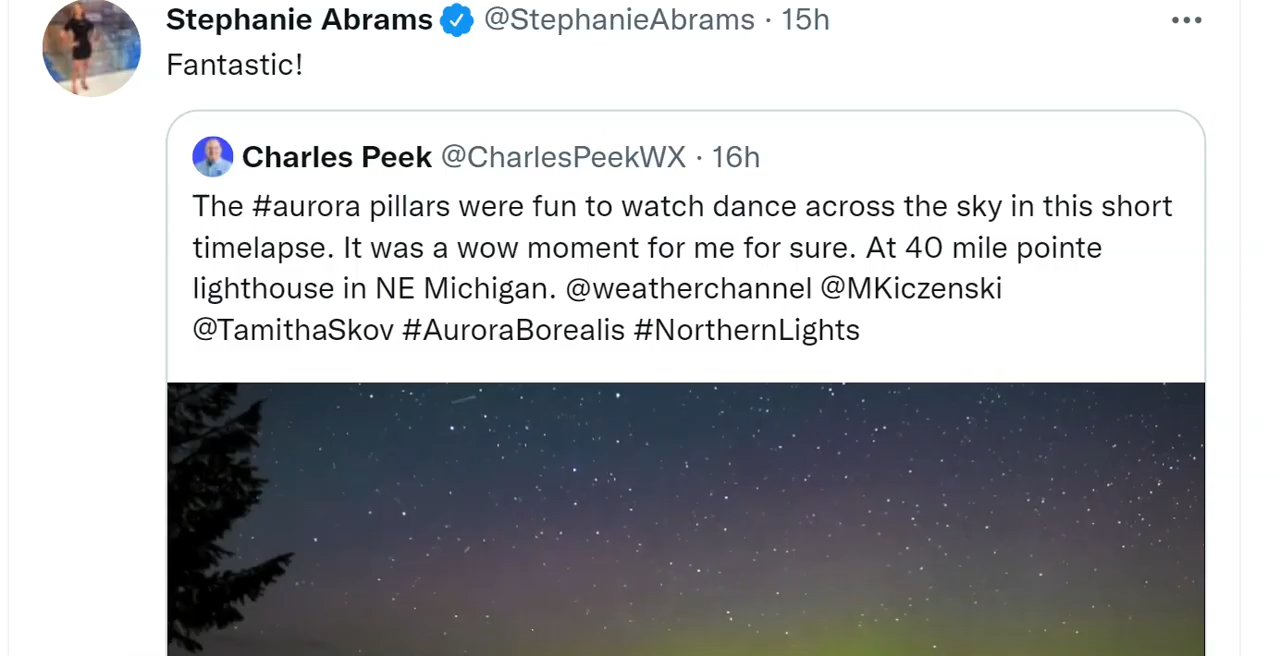 Stephanie Abrams @StephanieAbrams · 15h
Fantastic!
Charles Peek @CharlesPeekWX · 16h
The #aurora pillars were fun to watch dance across the sky in this short
timelapse. It was a wow moment for me for sure. At 40 mile pointe
lighthouse in NE Michigan. @weatherchannel @MKiczenski
@TamithaSkov #AuroraBorealis #NorthernLights